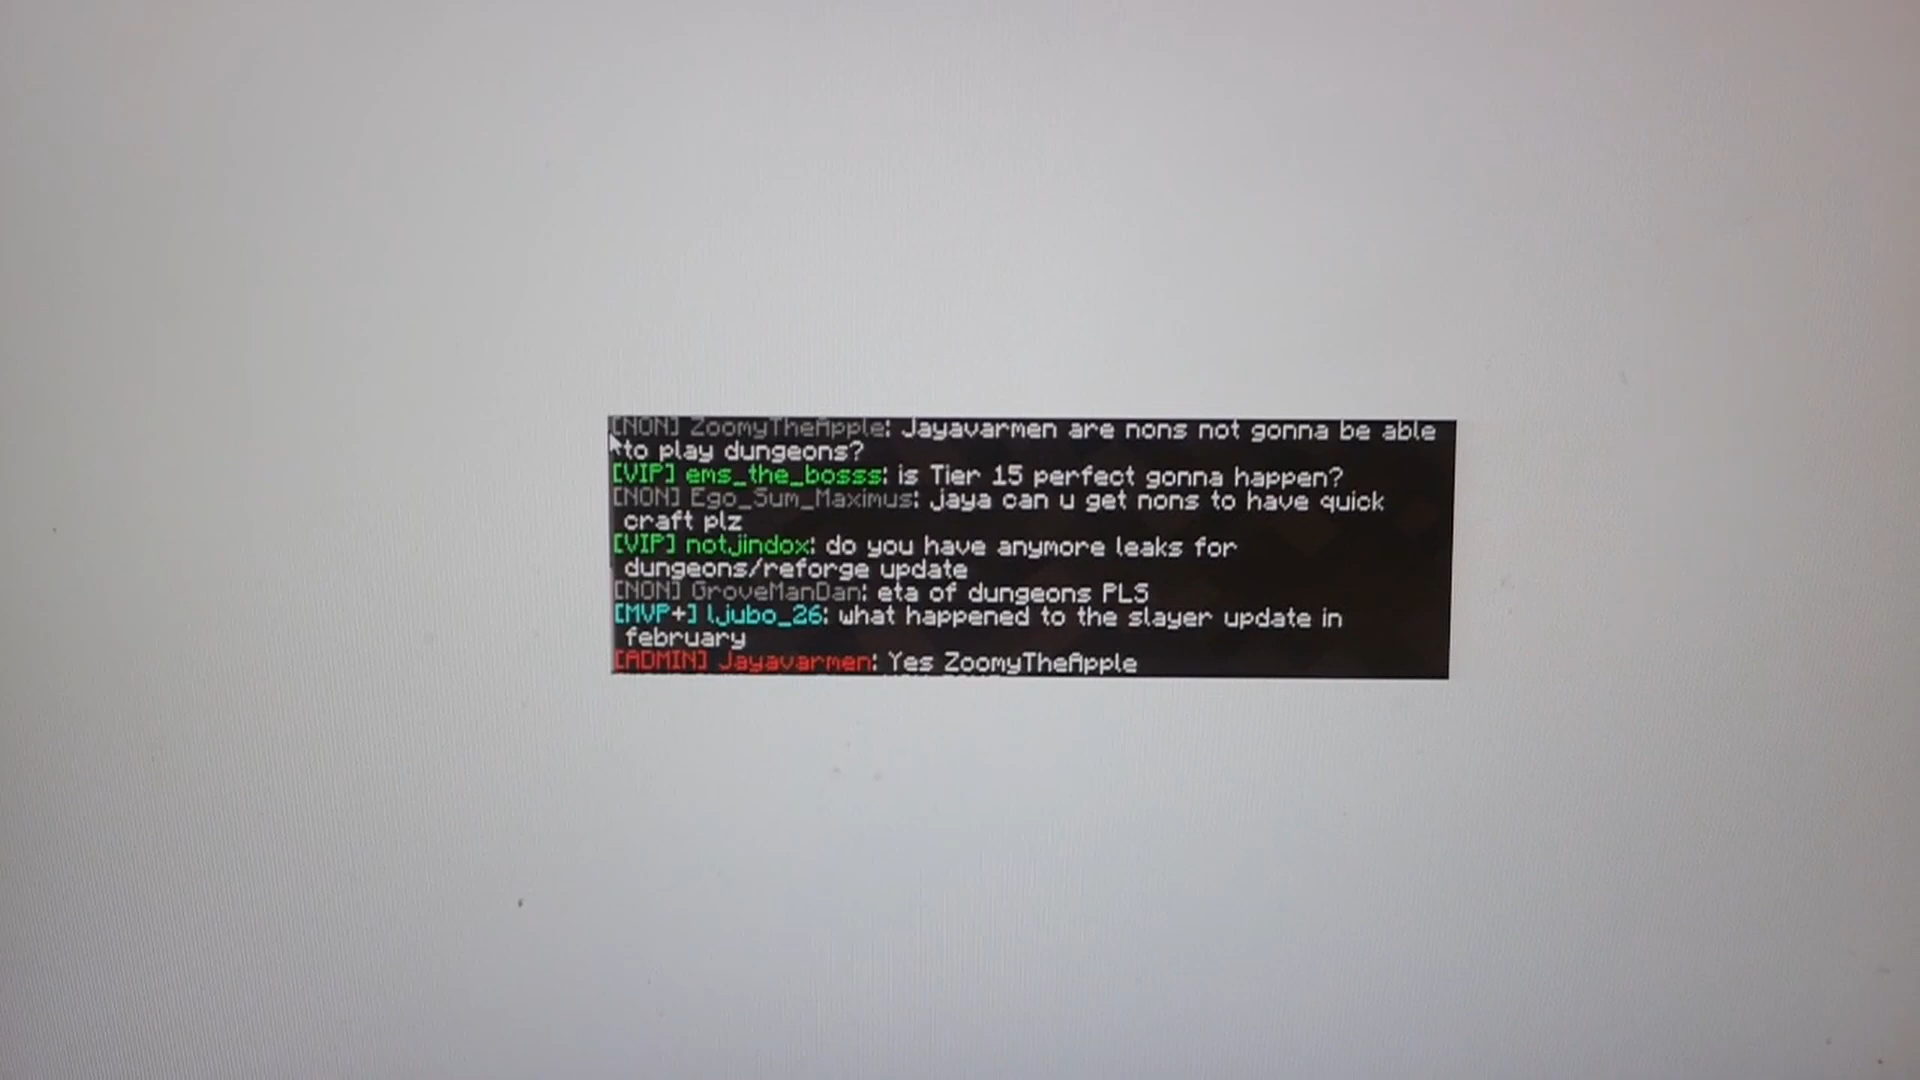 [NON] ZoomyTheApple: Jayavarmen are nons not gonna be able
to play dungeons?
[VIP] ems_the_bosss: is Tier 15 perfect gonna happen?
[NON] Ego_Sum_Maximus: jaya can u get nons to have quick
craft plz
[VIP] notjindox: do you have anymore leaks for
dungeons/reforge update
[NON] GroveManDan: eta of dungeons PLS
[MVP+] ljubo_26: what happened to the slayer update in
february
[ADMIN] Jayavarmen: Yes ZoomyTheApple